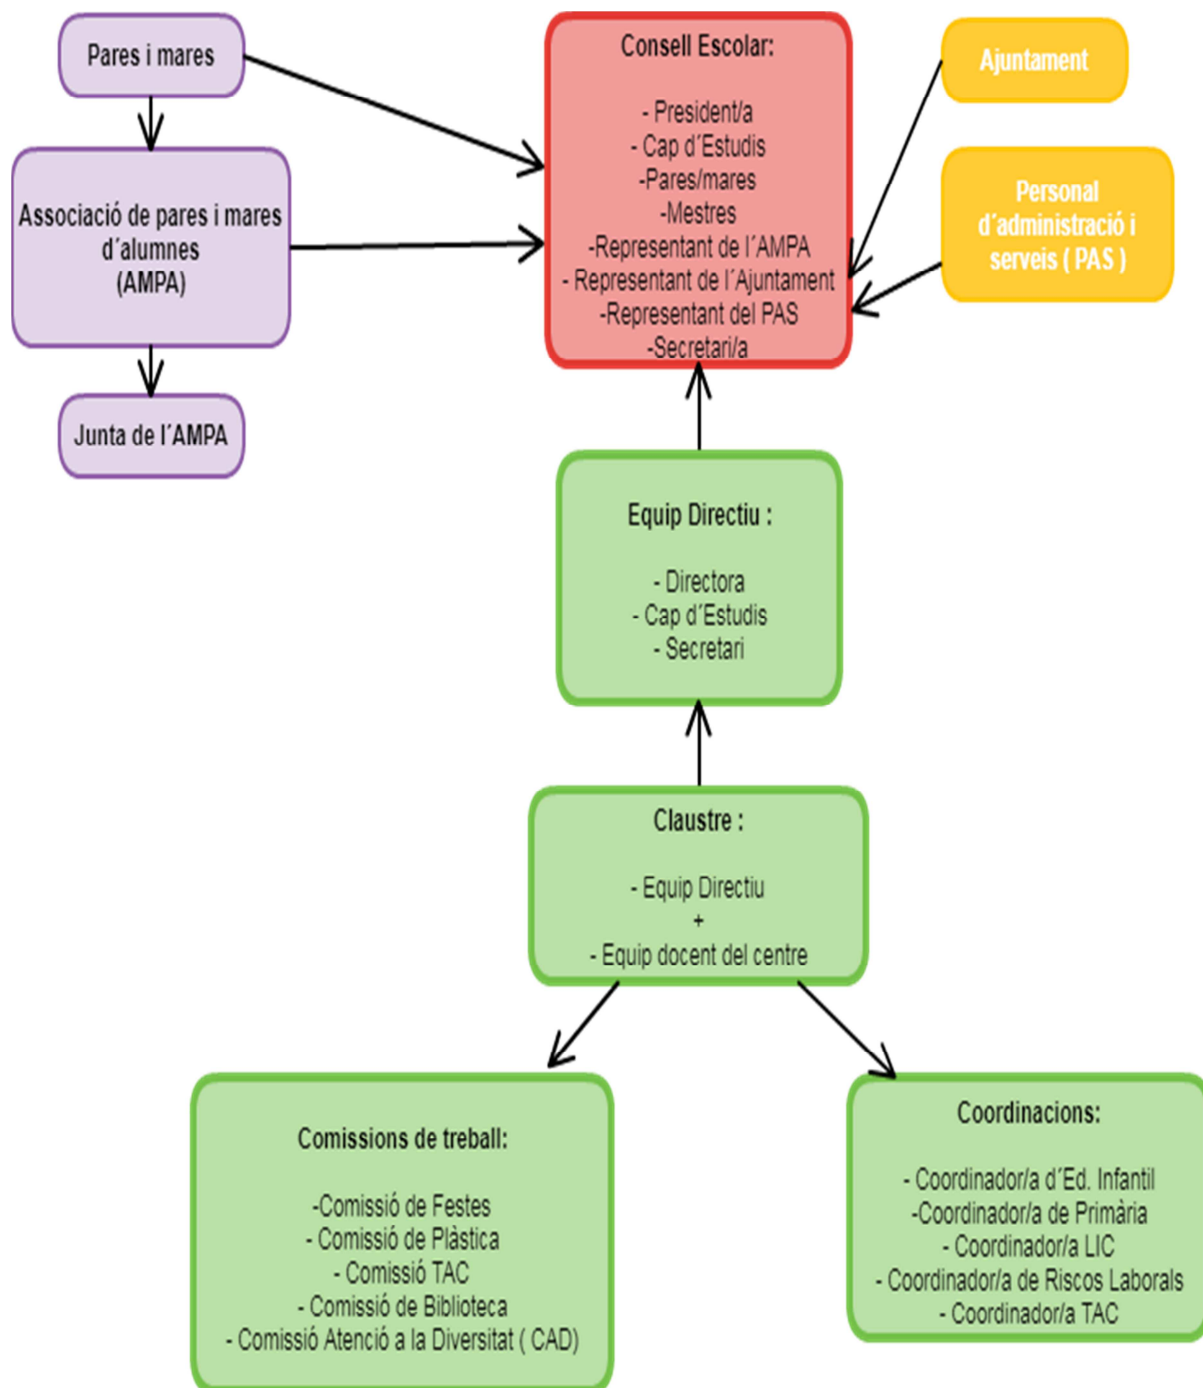 Pares i mares
Associació de pares i mares
d´alumnes
(AMPA)
Junta de l´AMPA
Consell Escolar:
- President/a
- Cap d´Estudis
-Pares/mares
-Mestres
-Representant de l´AMPA
- Representant de l´Ajuntament
-Representant del PAS
-Secretari/a
Ajuntament
Personal
d´administració i
serveis ( PAS )
Equip Directiu :
- Directora
- Cap d´Estudis
- Secretari
Claustre :
- Equip Directiu
+
- Equip docent del centre
Comissions de treball:
-Comissió de Festes
- Comissió de Plàstica
- Comissió TAC
- Comissió de Biblioteca
- Comissió Atenció a la Diversitat ( CAD)
Coordinacions:
- Coordinador/a d´Ed. Infantil
-Coordinador/a de Primària
- Coordinador/a LIC
- Coordinador/a de Riscos Laborals
- Coordinador/a TAC